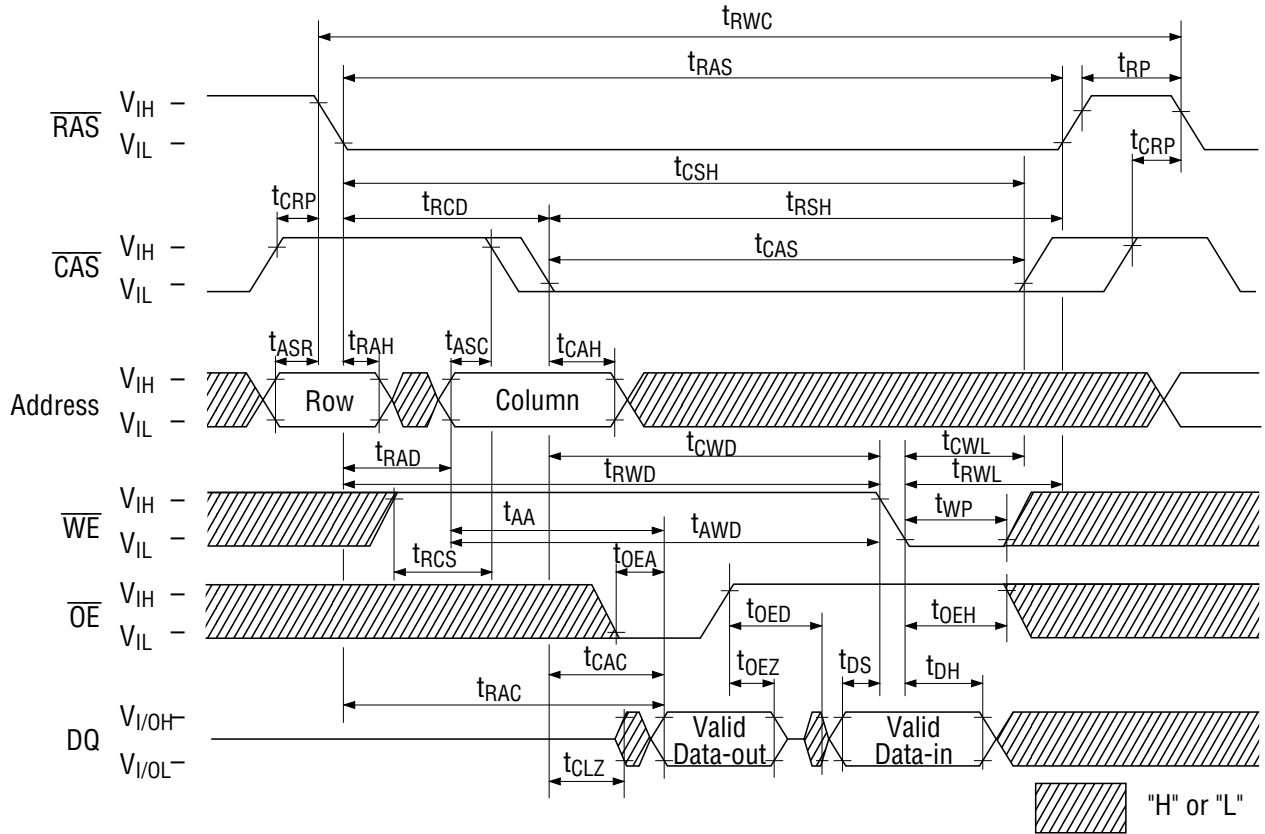 tRWC
tRAS
tRP
RAS
VIH
VIL
tCRP
tCSH
tCRP
tRCD
tRSH
CAS
VIH
VIL
tCAS
tASR
tRAH
tASC
tCAH
Address
VIH
VIL
Row
Column
tRAD
tCWD
tCWL
tRWD
tRWL
WE
VIH
VIL
tAA
tAWD
tWP
tRCS
tOEA
OE
VIH
VIL
tOED
tOEH
tCAC
tOEZ
tDS
tDH
tRAC
DQ
VI/OH
VI/OL
Valid
Data-out
Valid
Data-in
tCLZ
"H" or "L"